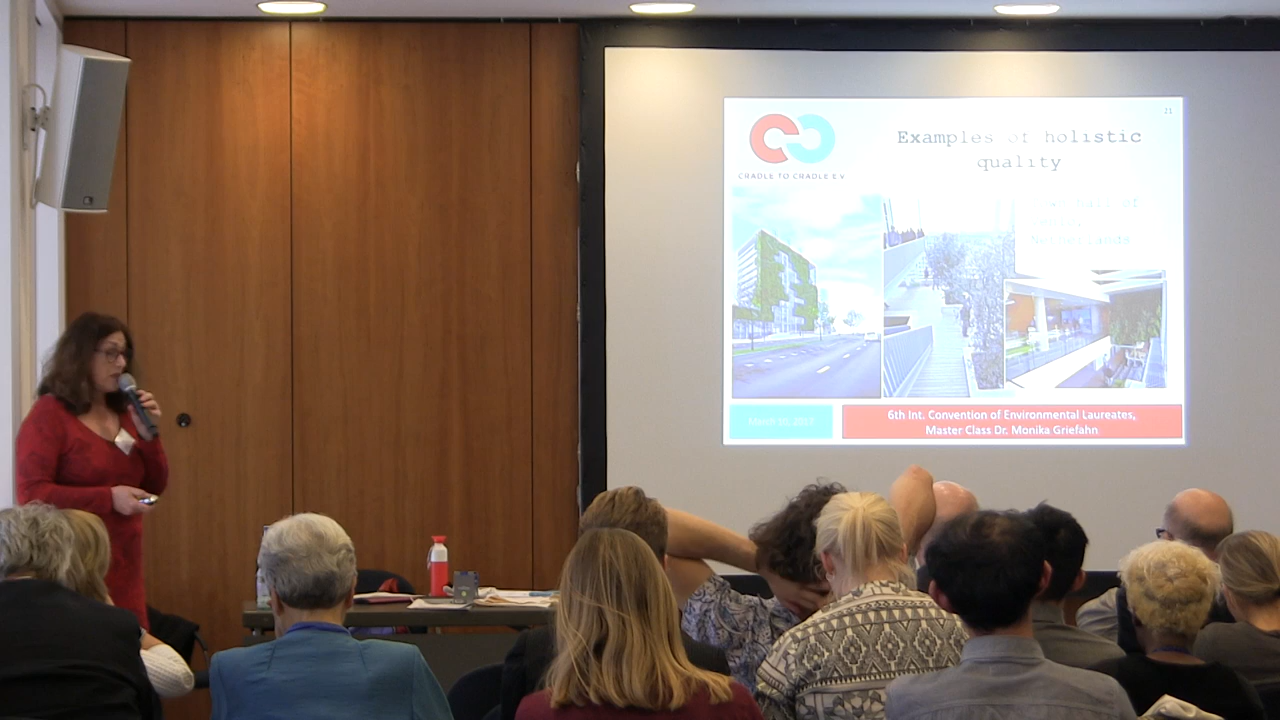 21
Examples of holistic
quality
CRADLE TO CRADLE E.V.
Netherlands
6th Int. Convention of Environmental Laureates,
Master Class Dr. Monika Griefahn